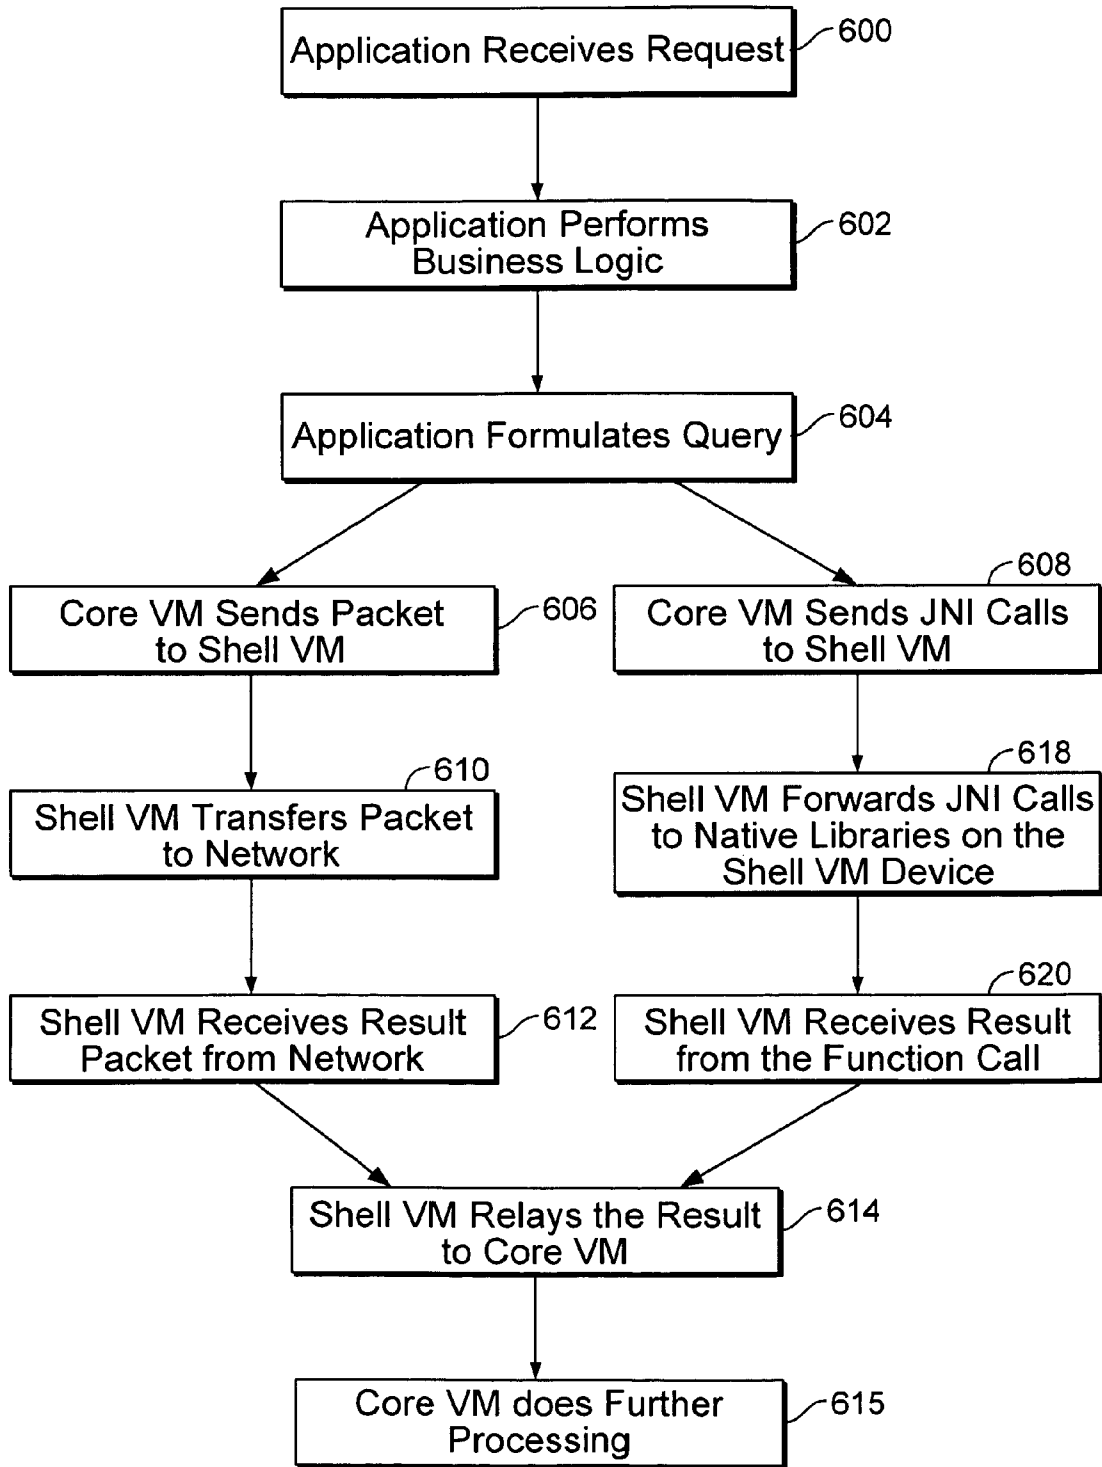 Application Receives Request
600
Application Performs
Business Logic
602
Application Formulates Query
604
Core VM Sends Packet
to Shell VM
606
Core VM Sends JNI Calls
to Shell VM
608
Shell VM Transfers Packet
to Network
610
Shell VM Forwards JNI Calls
to Native Libraries on the
Shell VM Device
618
Shell VM Receives Result
Packet from Network
612
Shell VM Receives Result
from the Function Call
620
Shell VM Relays the Result
to Core VM
614
Core VM does Further
Processing
615